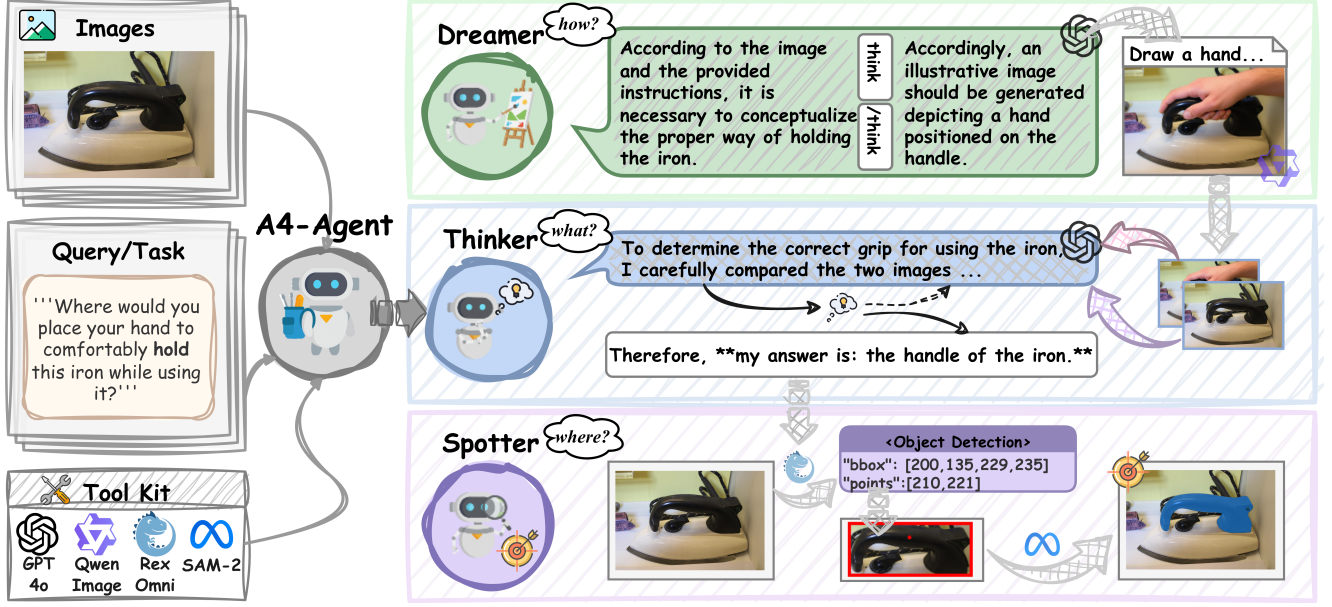 Images
Query/Task
'''Where would you
place your hand to
comfortably hold
this iron while using
it?'''
Tool Kit
GPT
4o
Qwen
Image
Rex
Omni
SAM-2
A4-Agent
Dreamer
how?
According to the image
and the provided
instructions, it is
necessary to conceptualize
the proper way of holding
the iron.
think
/think
Accordingly, an
illustrative image
should be generated
depicting a hand
positioned on the
handle.
Draw a hand...
Thinker
what?
To determine the correct grip for using the iron,
I carefully compared the two images ...
Therefore, **my answer is: the handle of the iron.**
Spotter
where?
<Object Detection>
"bbox": [200,135,229,235]
"points":[210,221]